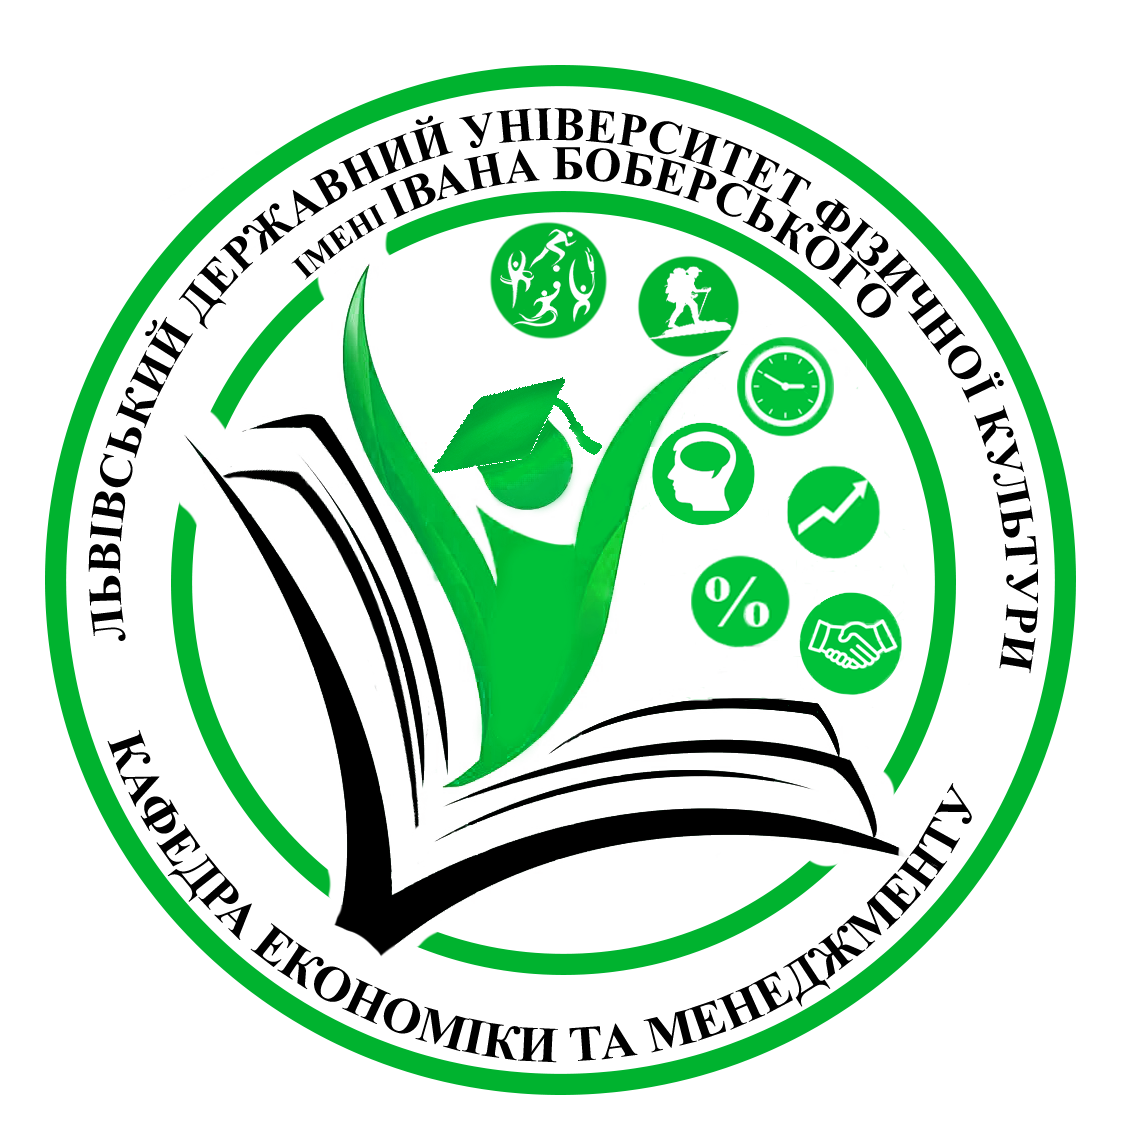 ЛЬВІВСЬКИЙ ДЕРЖАВНИЙ УНІВЕРСИТЕТ ФІЗИЧНОЇ КУЛЬТУРИ
ІМЕНІ ІВАНА БОБЕРСЬКОГО
%
КАФЕДРА ЕКОНОМІКИ ТА МЕНЕДЖМЕНТУ